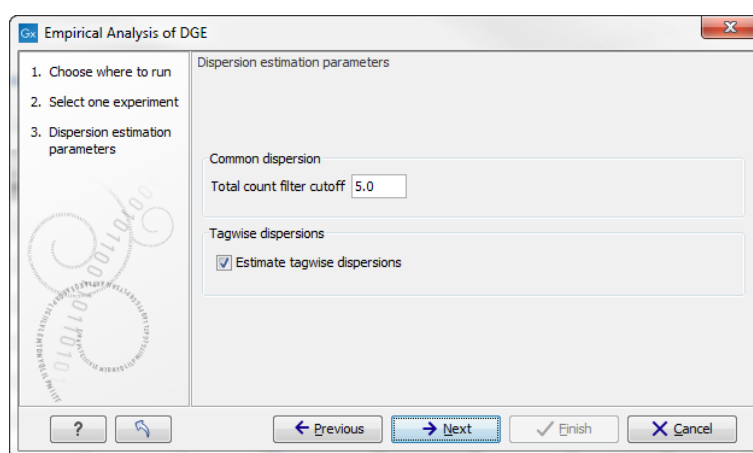 Gx Empirical Analysis of DGE
1. Choose where to run
2. Select one experiment
3. Dispersion estimation
parameters
Dispersion estimation parameters
Common dispersion
Total count filter cutoff 5.0
Tagwise dispersions
Estimate tagwise dispersions
? Previous Next Finish Cancel